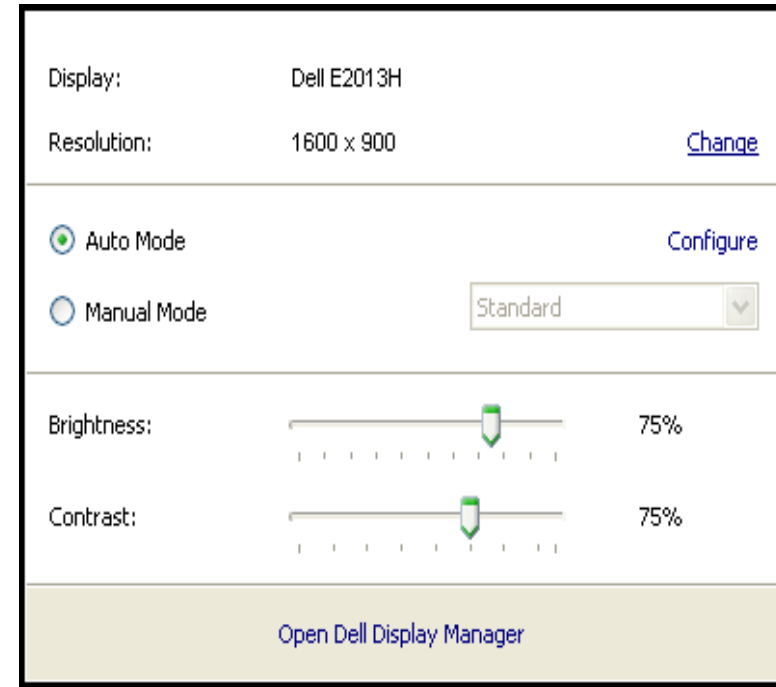 Display: Dell E2013H
Resolution: 1600 x 900 Change
Auto Mode Configure
Manual Mode Standard
Brightness: 75%
Contrast: 75%
Open Dell Display Manager